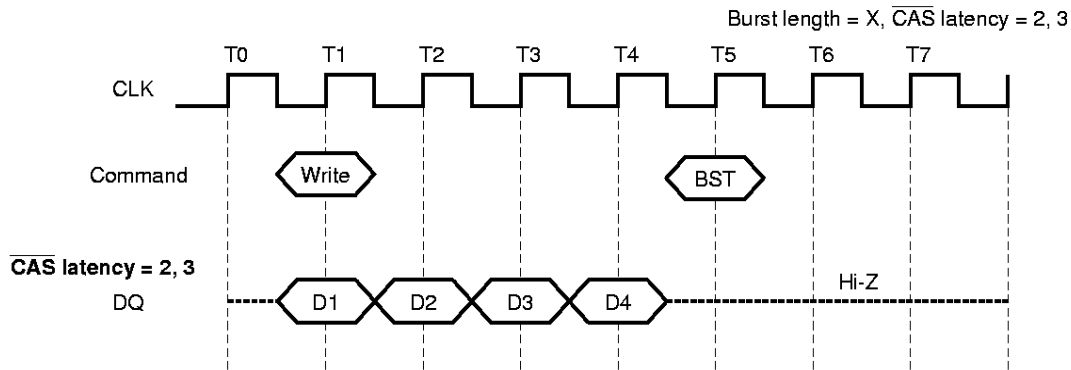 Burst length = X, CAS latency = 2, 3
T0 T1 T2 T3 T4 T5 T6 T7
CLK
Command Write BST
CAS latency = 2, 3
Hi-Z
DQ D1 D2 D3 D4